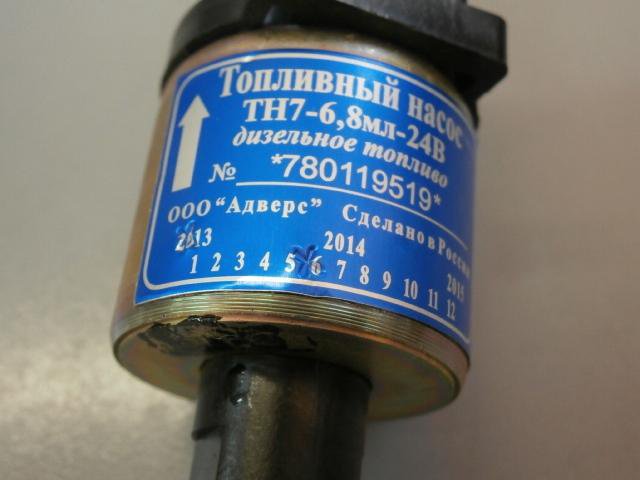 Топливный насос
ТН7-6,8мл-24В
дизельное топливо
№ *780119519*
ООО “Адверс” Сделано в России
2013 2014 2015
1 2 3 4 5 6 7 8 9 10 11 12